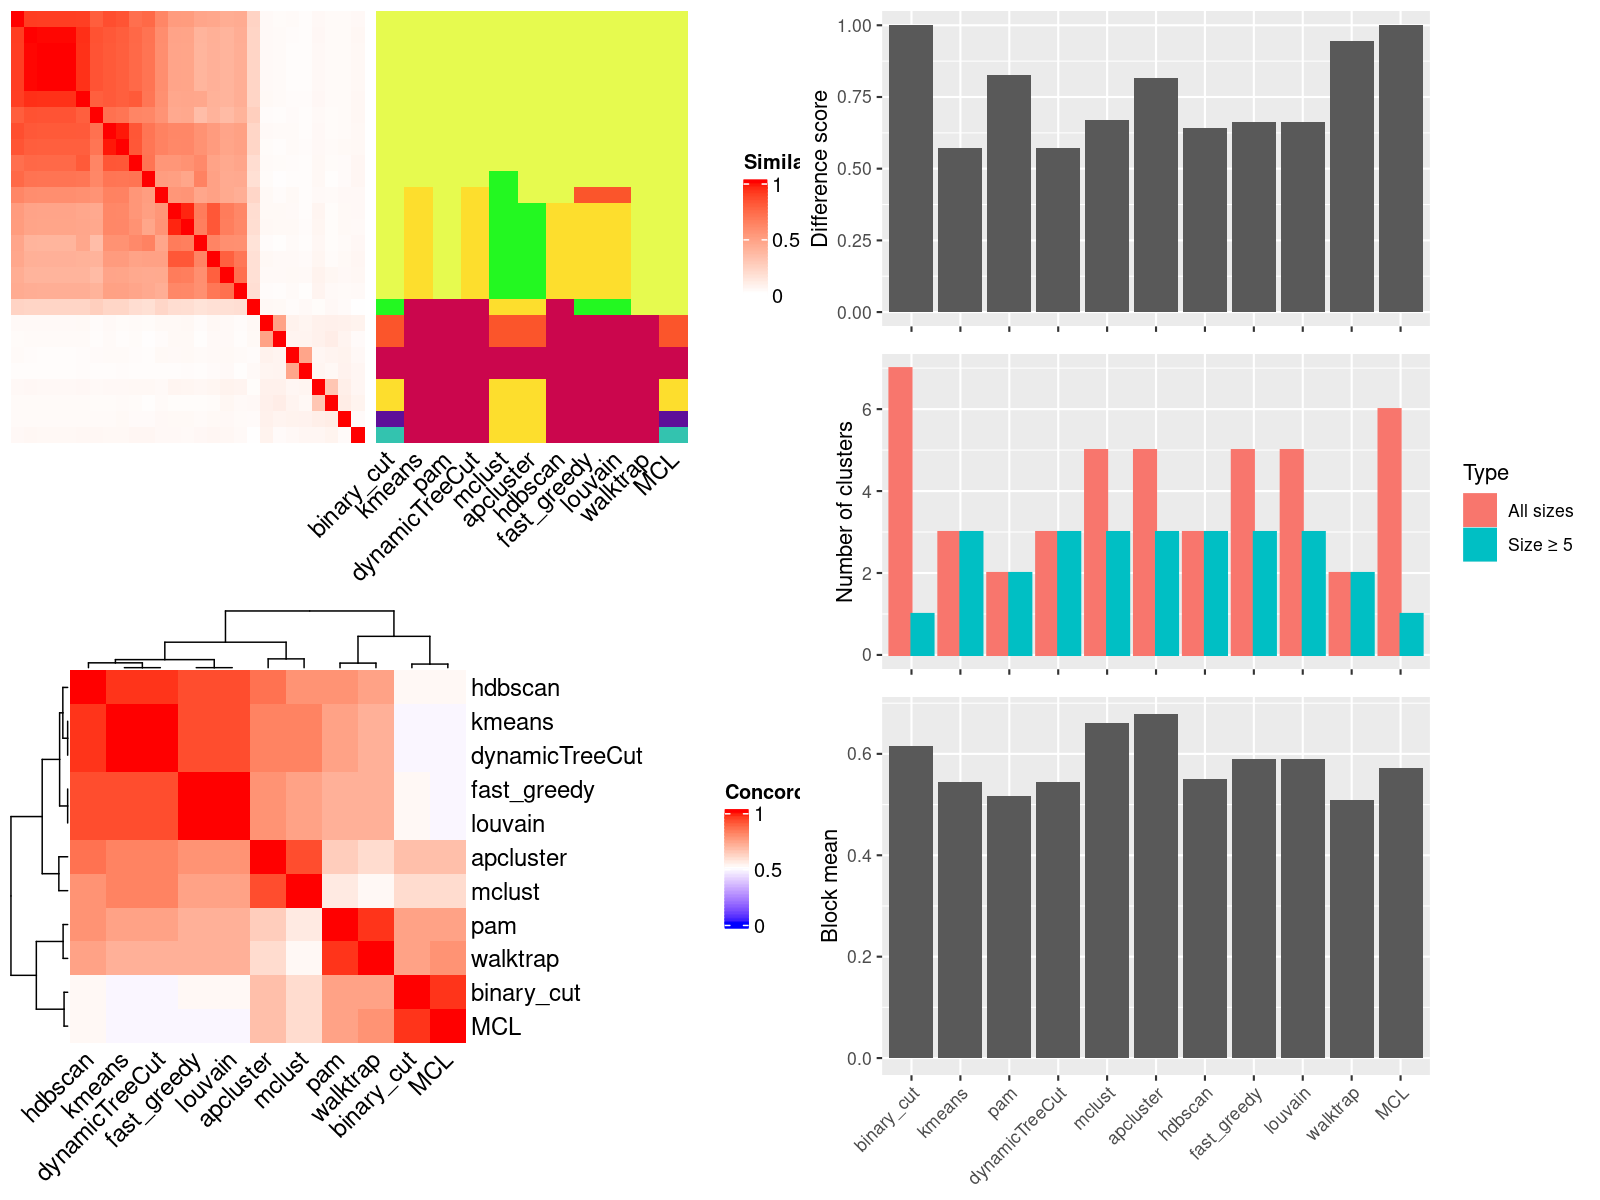 Simila
1
0.5
0
binary_cut
kmeans
pam
dynamicTreeCut
mclust
apcluster
hdbscan
fast_greedy
louvain
walktrap
MCL
hdbscan
kmeans
dynamicTreeCut
fast_greedy
louvain
apcluster
mclust
pam
walktrap
binary_cut
MCL
Concord
1
0.5
0
hdbscan
kmeans
dynamicTreeCut
fast_greedy
louvain
apcluster
mclust
pam
walktrap
binary_cut
MCL
Difference score
1.00
0.75
0.50
0.25
0.00
Number of clusters
6
4
2
0
Type
All sizes
Size ≥ 5
Block mean
0.6
0.4
0.2
0.0
binary_cut
kmeans
pam
dynamicTreeCut
mclust
apcluster
hdbscan
fast_greedy
louvain
walktrap
MCL